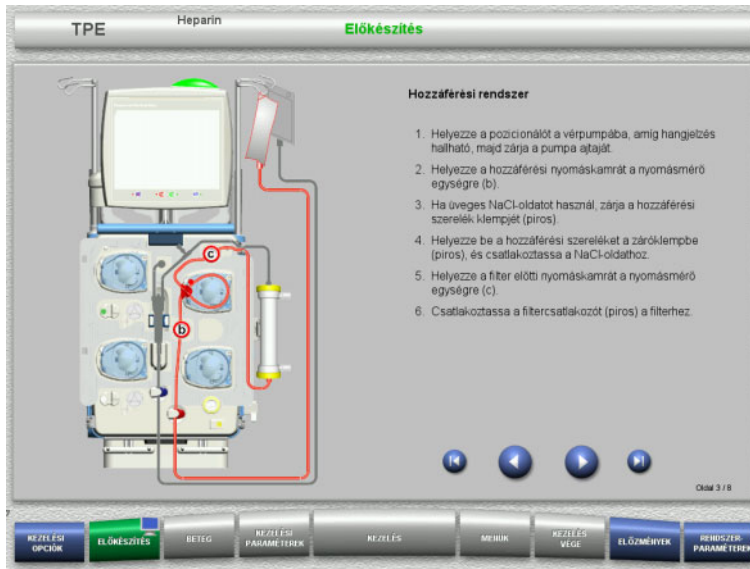 TPE
Heparin
Előkészítés
Hozzáférési rendszer
1. Helyezze a pozicionálót a vérpumpába, amíg hangjelzés
hallható, majd zárja a pumpa ajtaját.
2. Helyezze a hozzáférési nyomáskamrát a nyomásmérő
egységre (b).
3. Ha üveges NaCl-oldatot használ, zárja a hozzáférési
szerelék klempjét (piros).
4. Helyezze be a hozzáférési szereléket a záróklempbe
(piros), és csatlakoztassa a NaCl-oldathoz.
5. Helyezze a filter előtti nyomáskamrát a nyomásmérő
egységre (c).
6. Csatlakoztassa a filtercsatlakozót (piros) a filterhez.
c
b
Oldal 3 / 8
KEZELÉSI
OPCIÓK
ELŐKÉSZÍTÉS
BETEG
KEZELÉSI
PARAMÉTEREK
KEZELÉS
MENÜK
KEZELÉS
VÉGE
ELŐZMÉNYEK
RENDSZER-
PARAMÉTEREK